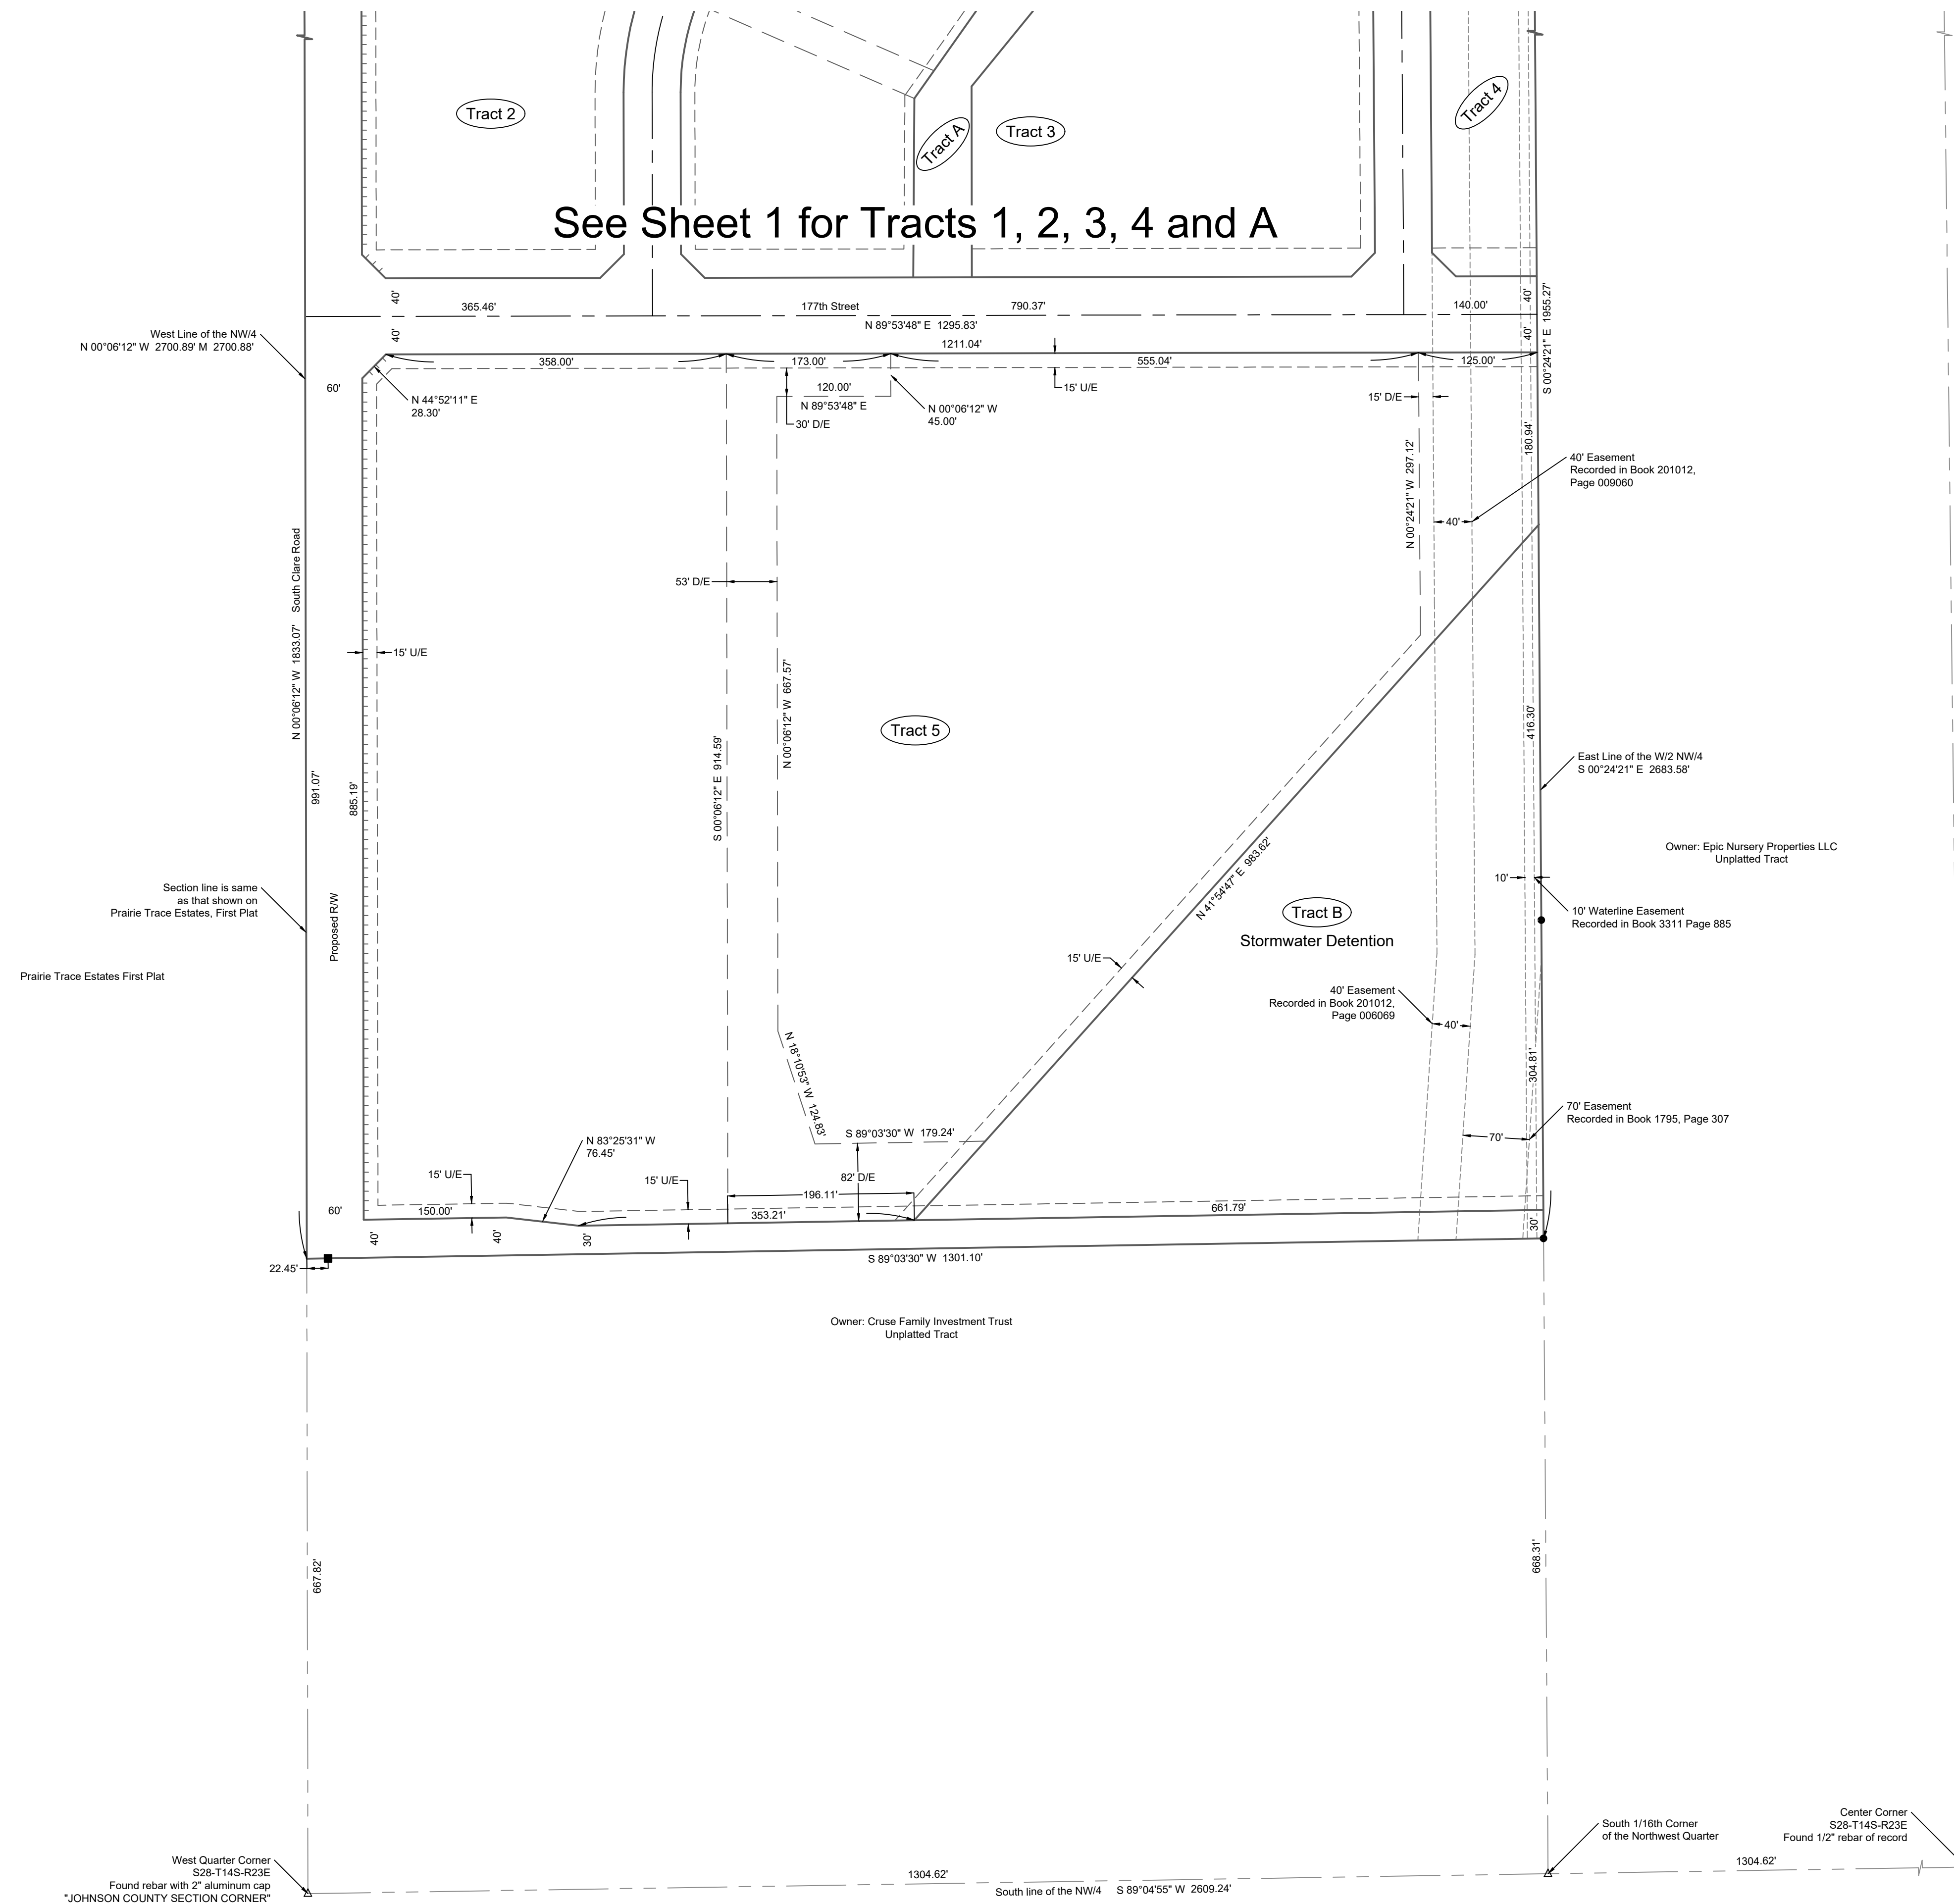 Tract 2
Tract A
Tract 3
Tract 4
See Sheet 1 for Tracts 1, 2, 3, 4 and A
40'
365.46'
177th Street
790.37'
140.00'
40'
S 00°24'21" E 1955.27'
N 89°53'48" E 1295.83'
West Line of the NW/4
N 00°06'12" W 2700.89' M 2700.88'
40'
40'
1211.04'
358.00'
173.00'
555.04'
125.00'
60'
N 44°52'11" E
28.30'
120.00'
N 89°53'48" E
30' D/E
N 00°06'12" W
45.00'
15' U/E
15' D/E
180.94'
N 00°24'21" W 297.12'
40' Easement
Recorded in Book 201012,
Page 009060
40'
South Clare Road
N 00°06'12" W 1833.07'
53' D/E
15' U/E
N 00°06'12" W 667.57'
S 00°06'12" E 914.59'
Tract 5
416.30'
East Line of the W/2 NW/4
S 00°24'21" E 2683.58'
991.07'
885.19'
Owner: Epic Nursery Properties LLC
Unplatted Tract
N 41°54'47" E 983.62'
10'
Section line is same
as that shown on
Prairie Trace Estates, First Plat
Proposed R/W
Tract B
Stormwater Detention
10' Waterline Easement
Recorded in Book 3311 Page 885
Prairie Trace Estates First Plat
15' U/E
40' Easement
Recorded in Book 201012,
Page 006069
40'
304.81'
N 18°10'53" W 124.83'
70' Easement
Recorded in Book 1795, Page 307
S 89°03'30" W 179.24'
70'
N 83°25'31" W
76.45'
15' U/E
15' U/E
82' D/E
196.11'
60'
150.00'
353.21'
661.79'
40'
40'
30'
30'
S 89°03'30" W 1301.10'
22.45'
Owner: Cruse Family Investment Trust
Unplatted Tract
667.82'
668.31'
West Quarter Corner
S28-T14S-R23E
Found rebar with 2" aluminum cap
"JOHNSON COUNTY SECTION CORNER"
1304.62'
South line of the NW/4 S 89°04'55" W 2609.24'
South 1/16th Corner
of the Northwest Quarter
1304.62'
Center Corner
S28-T14S-R23E
Found 1/2" rebar of record